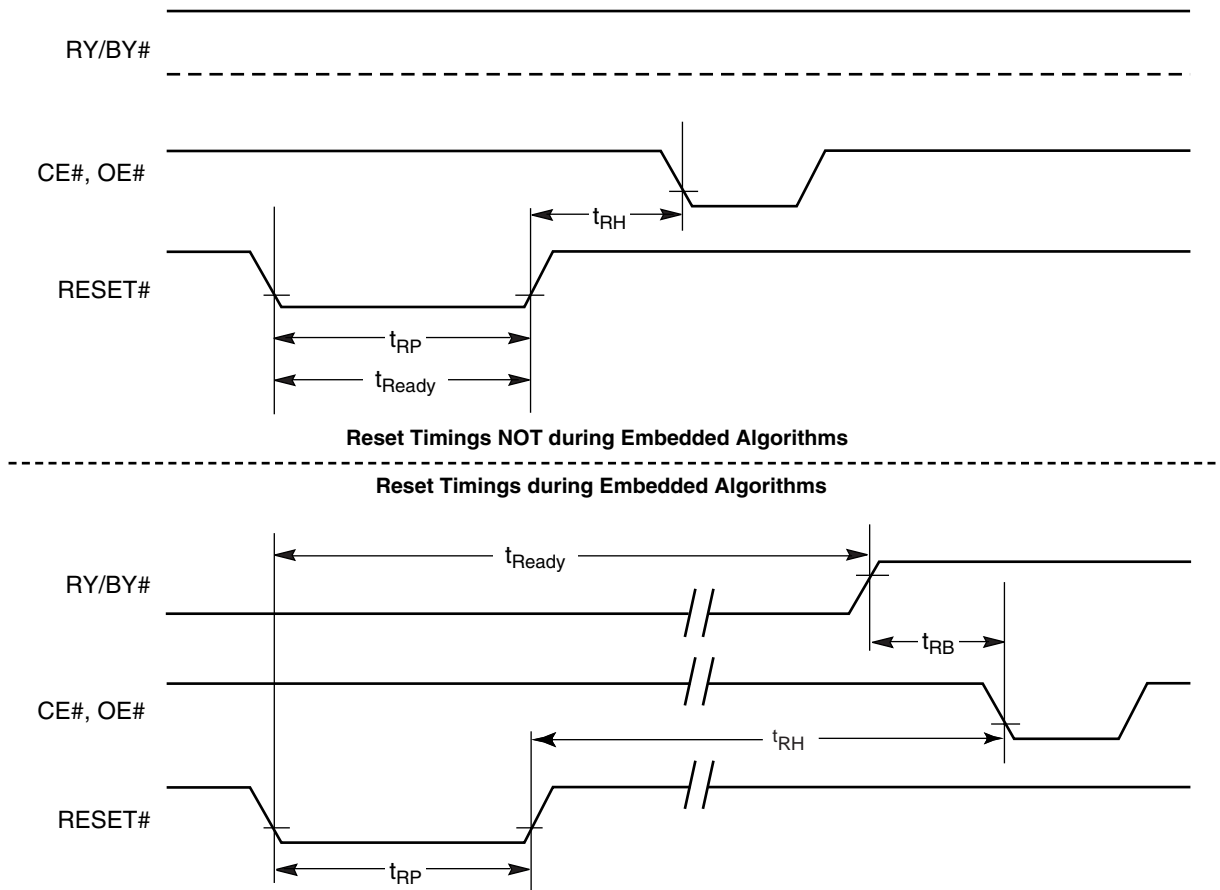 RY/BY#
CE#, OE#
tRH
RESET#
tRP
tReady
Reset Timings NOT during Embedded Algorithms
Reset Timings during Embedded Algorithms
tReady
RY/BY#
tRB
CE#, OE#
tRH
RESET#
tRP